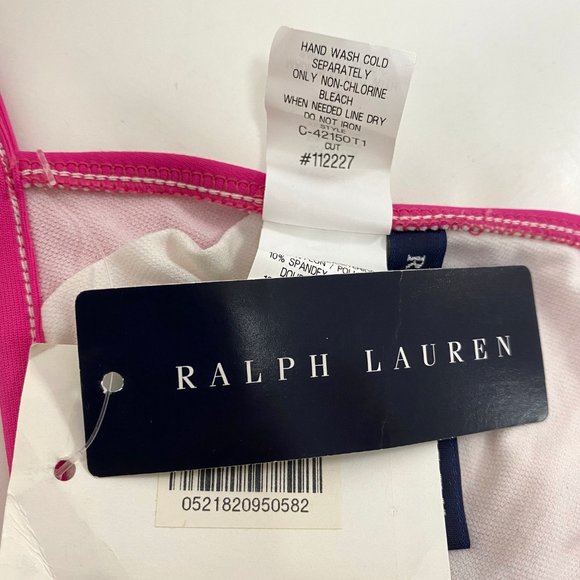 HAND WASH COLD
SEPARATELY
ONLY NON-CHLORINE
BLEACH
WHEN NEEDED LINE DRY
DO NOT IRON
STYLE
C-42150T1
CUT
#112227
10% SPANDEX
RALPH LAUREN
0521820950582